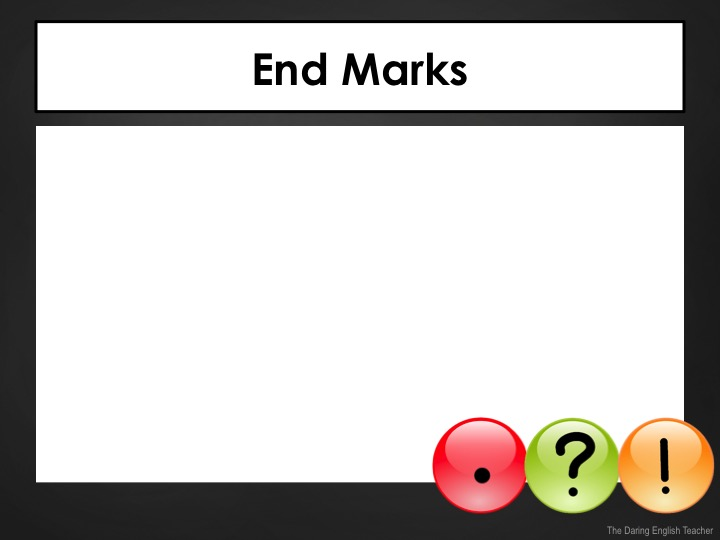 End Marks
. ? !
The Daring English Teacher